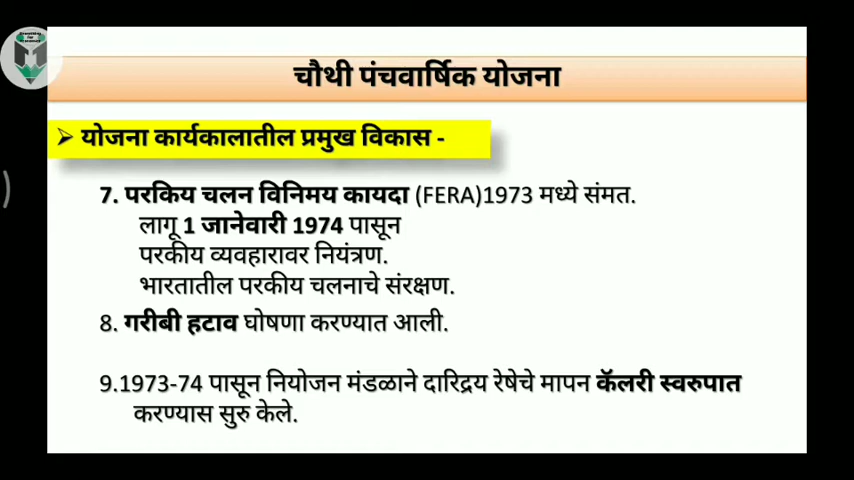 चौथी पंचवार्षिक योजना
➢ योजना कार्यकालातील प्रमुख विकास -
7. परकिय चलन विनिमय कायदा (FERA)1973 मध्ये संमत.
लागू 1 जानेवारी 1974 पासून
परकीय व्यवहारावर नियंत्रण.
भारतातील परकीय चलनाचे संरक्षण.
8. गरीबी हटाव घोषणा करण्यात आली.
9.1973-74 पासून नियोजन मंडळाने दारिद्रय रेषेचे मापन कॅलरी स्वरुपात
करण्यास सुरु केले.